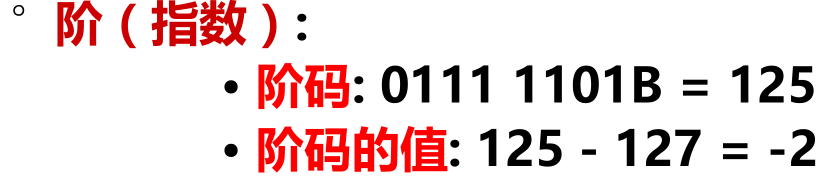 ° 阶（指数）:
• 阶码: 0111 1101B = 125
• 阶码的值: 125 - 127 = -2